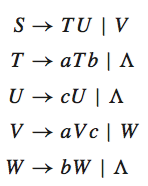 S → TU | V
T → aTb | Λ
U → cU | Λ
V → aVc | W
W → bW | Λ